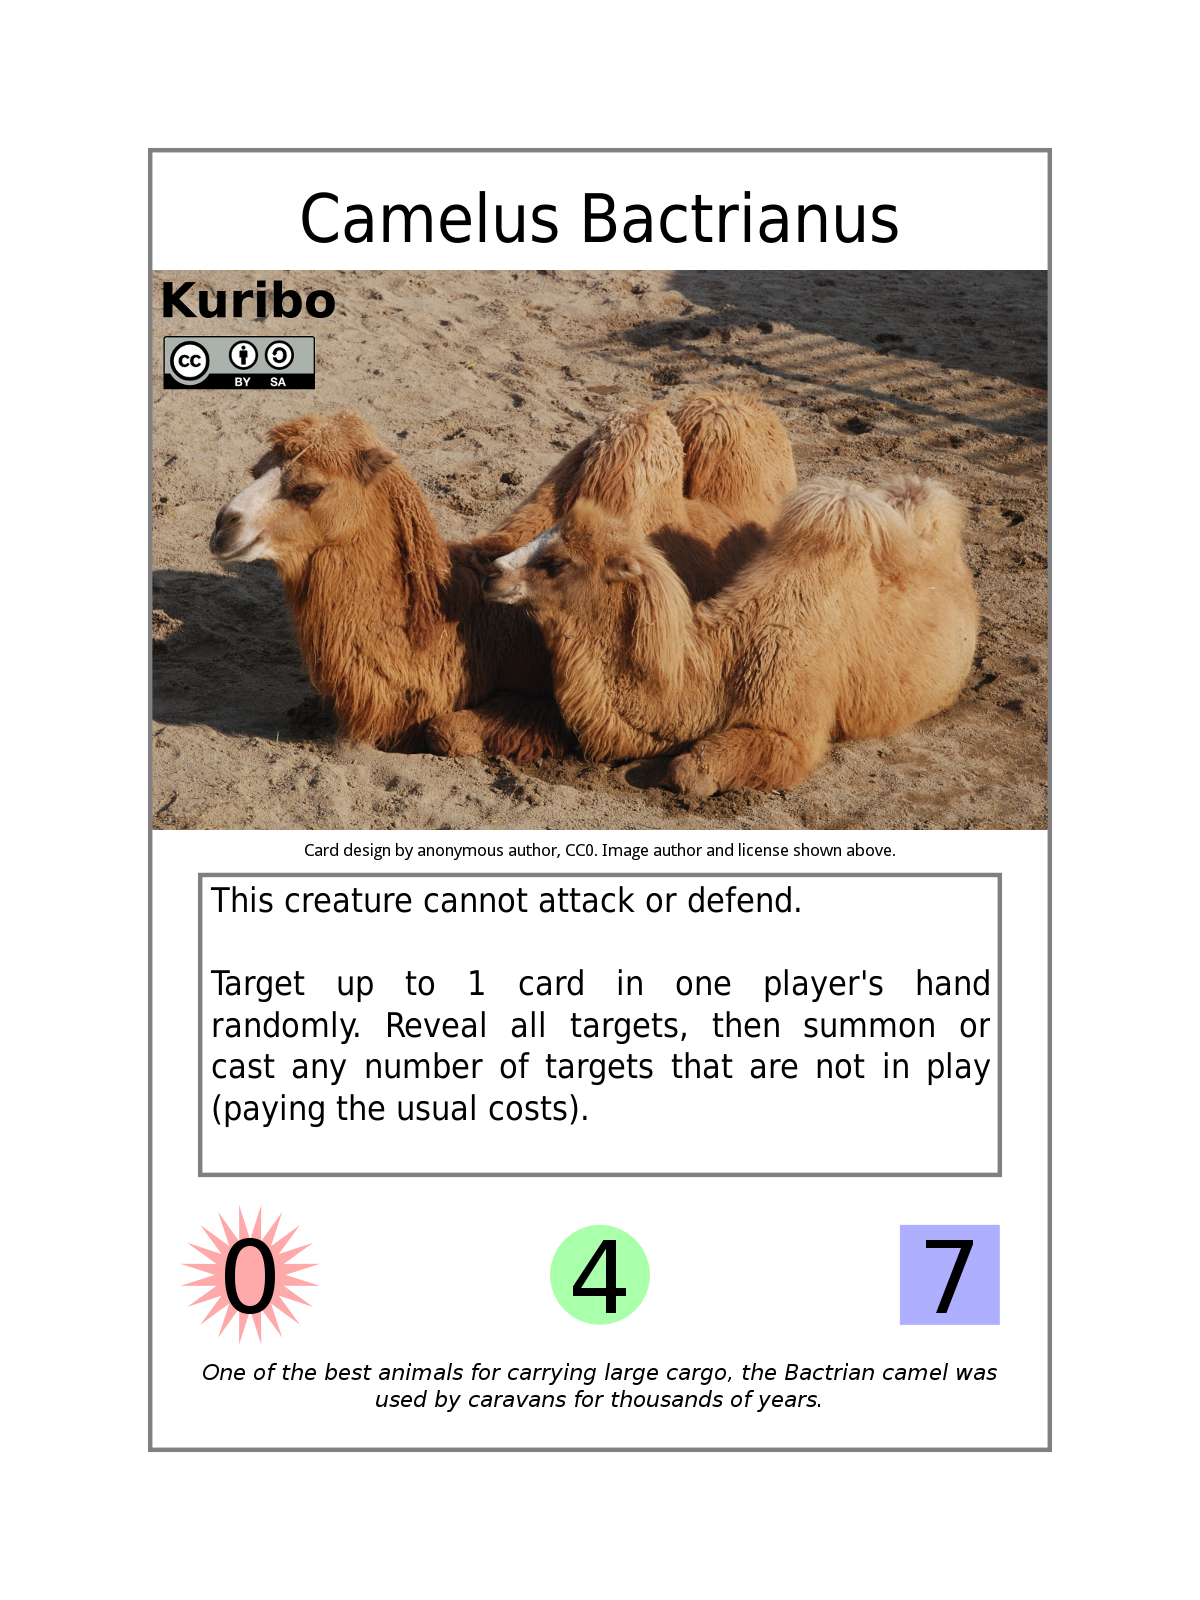 Camelus Bactrianus
Kuribo
cc
BY SA
Card design by anonymous author, CC0. Image author and license shown above.
This creature cannot attack or defend.
Target up to 1 card in one player's hand
randomly. Reveal all targets, then summon or
cast any number of targets that are not in play
(paying the usual costs).
0 4 7
One of the best animals for carrying large cargo, the Bactrian camel was
used by caravans for thousands of years.